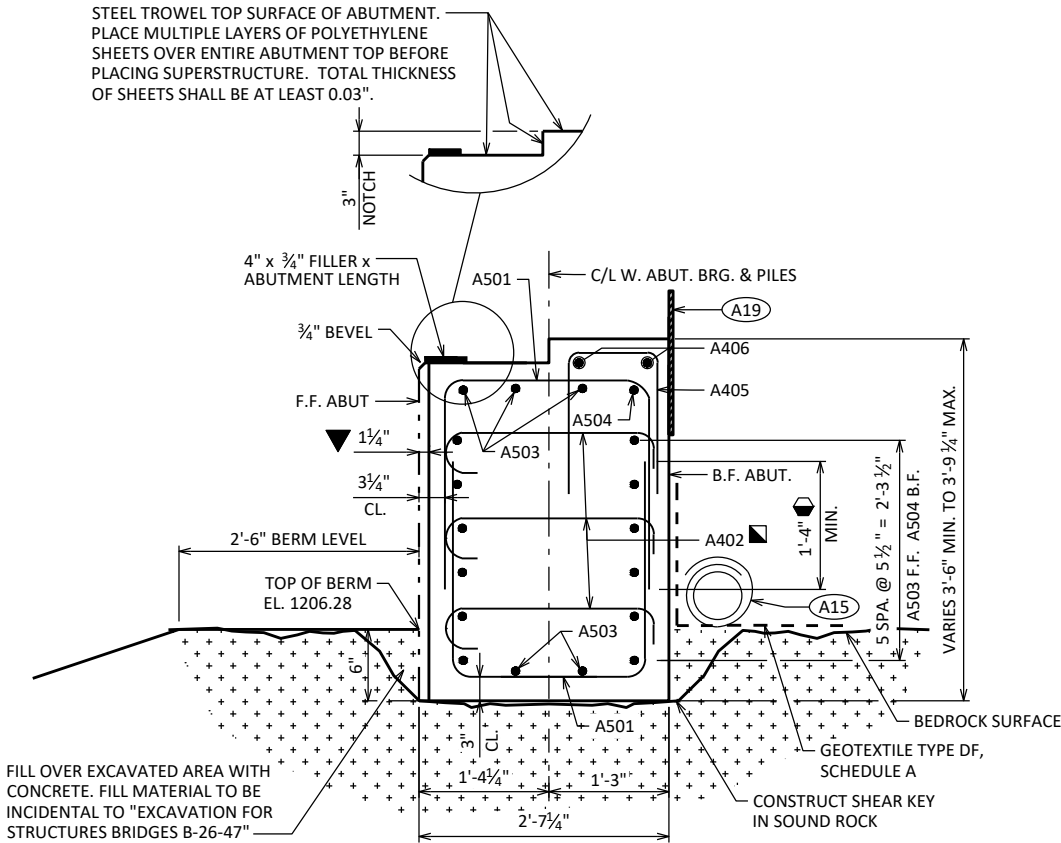 STEEL TROWEL TOP SURFACE OF ABUTMENT.
PLACE MULTIPLE LAYERS OF POLYETHYLENE
SHEETS OVER ENTIRE ABUTMENT TOP BEFORE
PLACING SUPERSTRUCTURE. TOTAL THICKNESS
OF SHEETS SHALL BE AT LEAST 0.03".
3"
NOTCH
4" x ¾" FILLER x
ABUTMENT LENGTH
A501
C/L W. ABUT. BRG. & PILES
A19
¾" BEVEL
A406
A405
F.F. ABUT
A504
A503
1¼"
B.F. ABUT.
3¼"
CL.
A402
1'-4"
MIN.
5 SPA. @ 5 ½" = 2'-3 ½"
A503 F.F. A504 B.F.
VARIES 3'-6" MIN. TO 3'-9 ¼" MAX.
2'-6" BERM LEVEL
TOP OF BERM
EL. 1206.28
A15
A503
6"
3"
CL.
A501
BEDROCK SURFACE
GEOTEXTILE TYPE DF,
SCHEDULE A
FILL OVER EXCAVATED AREA WITH
CONCRETE. FILL MATERIAL TO BE
INCIDENTAL TO "EXCAVATION FOR
STRUCTURES BRIDGES B-26-47"
1'-4¼"
1'-3"
CONSTRUCT SHEAR KEY
IN SOUND ROCK
2'-7¼"